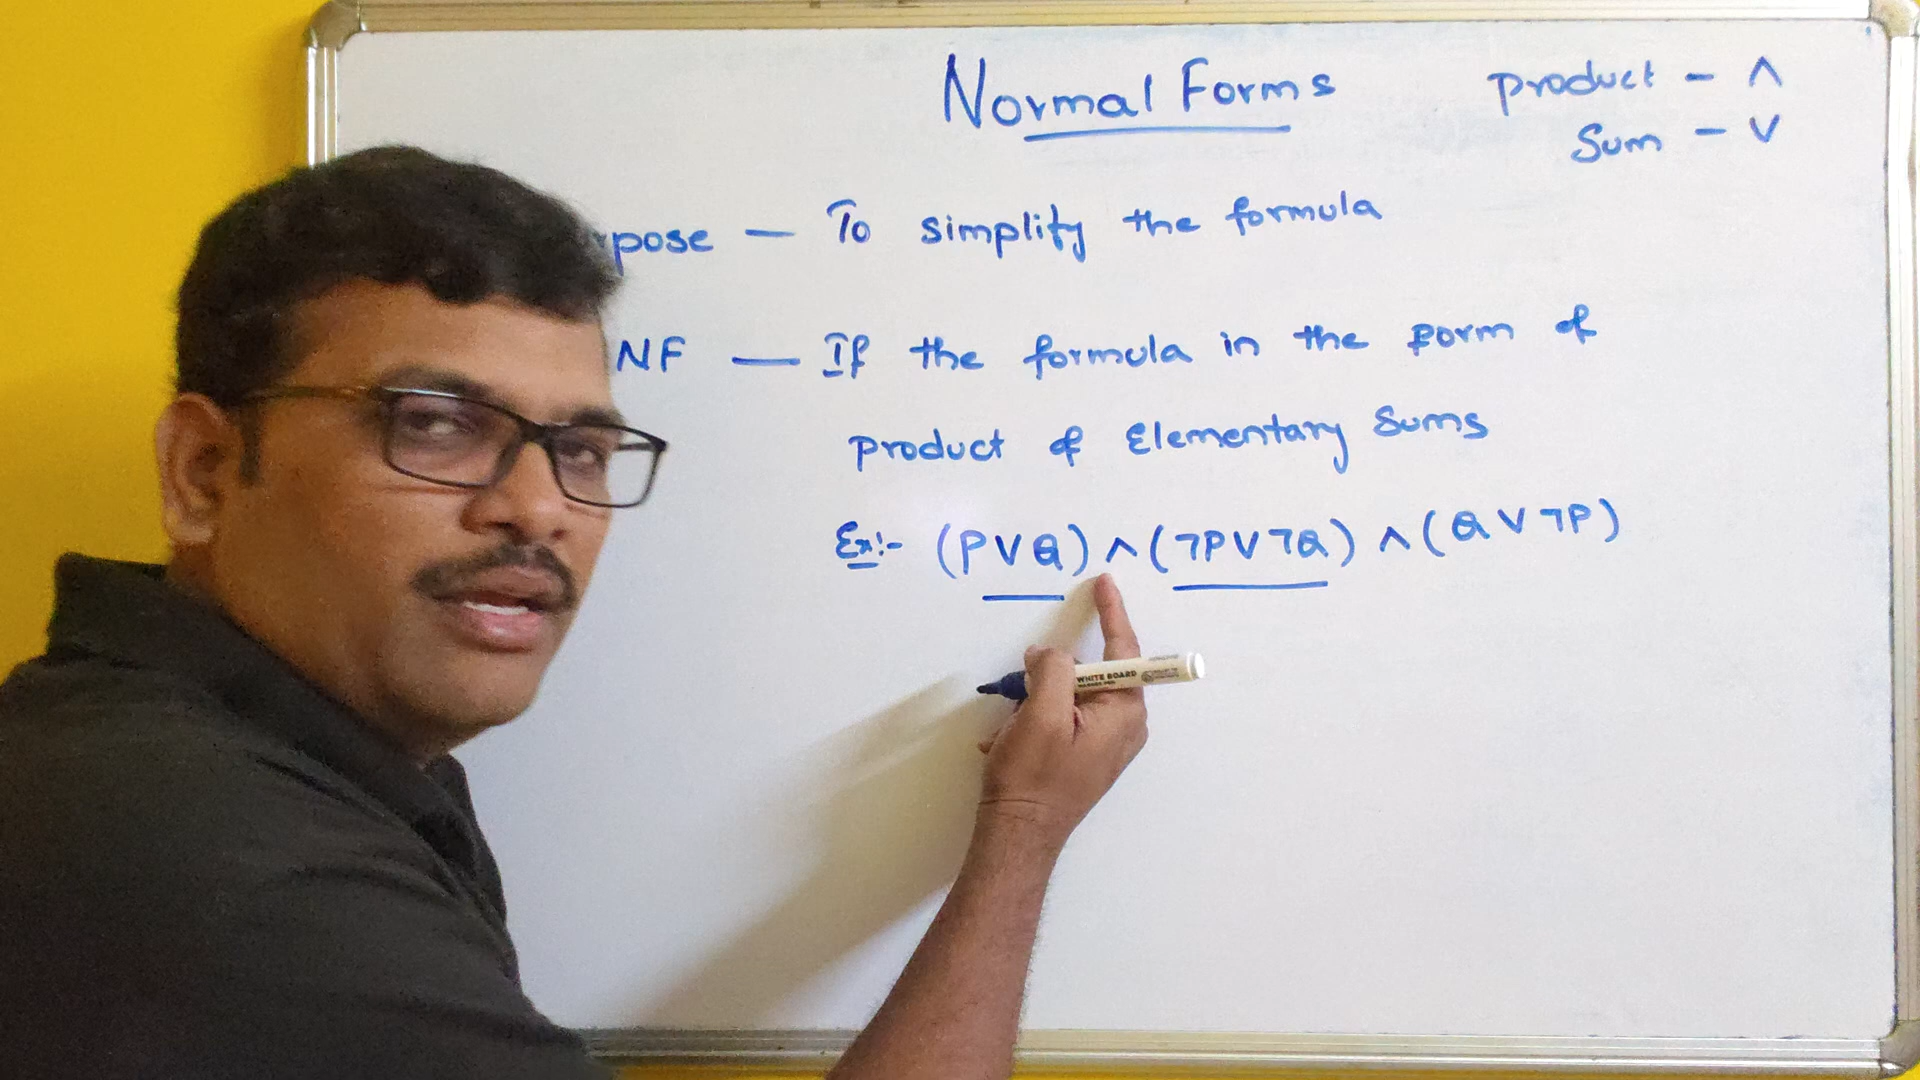 Normal Forms
product - ∧
Sum - ∨
rpose — To simplify the formula
NF — If the formula in the form of
product of Elementary Sums
Ex:- (P∨Q) ∧ (¬P∨¬Q) ∧ (Q∨¬P)
WHITE BOARD